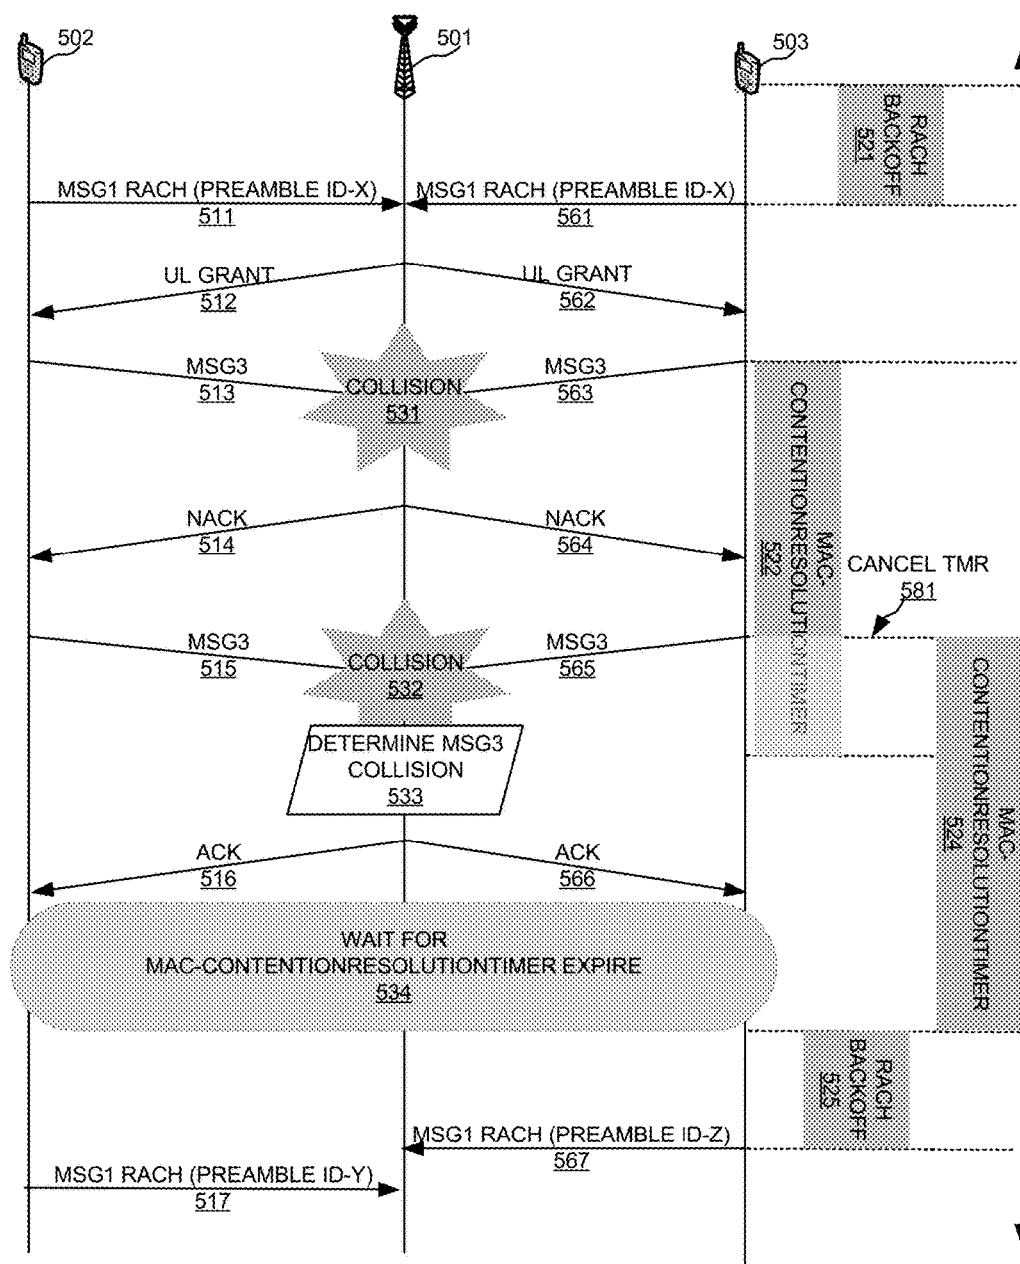 502
501
503
RACH
BACKOFF
521
MSG1 RACH (PREAMBLE ID-X)
511
MSG1 RACH (PREAMBLE ID-X)
561
UL GRANT
512
UL GRANT
562
MSG3
513
COLLISION
531
MSG3
563
MAC-
CONTENTIONRESOLUTIONTIMER
522
NACK
514
NACK
564
CANCEL TMR
581
MSG3
515
COLLISION
532
MSG3
565
DETERMINE MSG3
COLLISION
533
MAC-
CONTENTIONRESOLUTIONTIMER
524
ACK
516
ACK
566
WAIT FOR
MAC-CONTENTIONRESOLUTIONTIMER EXPIRE
534
RACH
BACKOFF
525
MSG1 RACH (PREAMBLE ID-Z)
567
MSG1 RACH (PREAMBLE ID-Y)
517